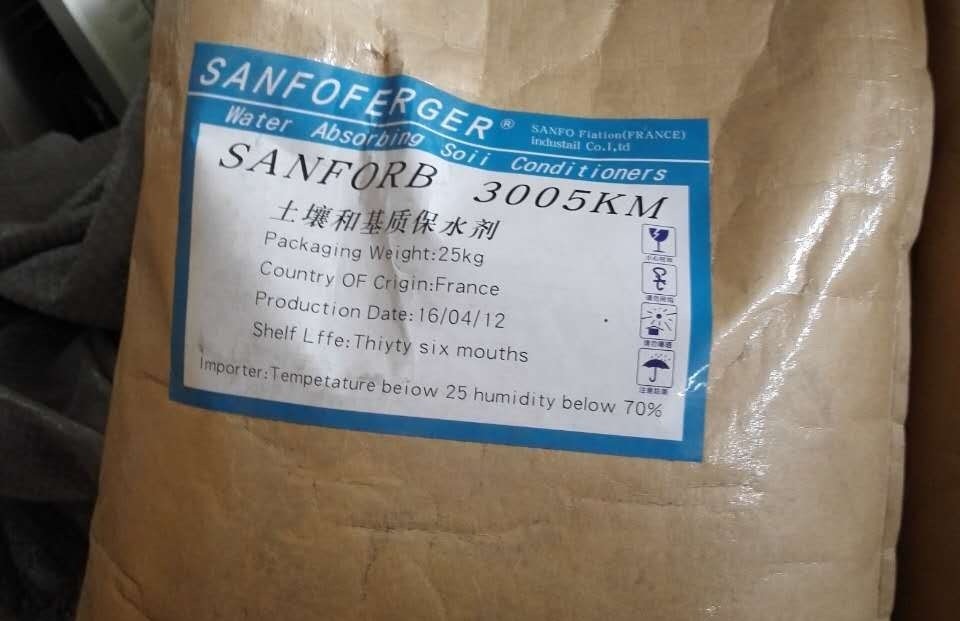 SANFOFERGER®
SANFO Fiation(FRANCE)
industail Co.I,td
Water Absorbing Soii Conditioners
SANFORB 3005KM
土壤和基质保水剂
Packaging Weight:25kg
Country OF Crigin:France
Production Date:16/04/12
Shelf Lffe:Thiyty six mouths
Importer:Tempetature beiow 25 humidity below 70%